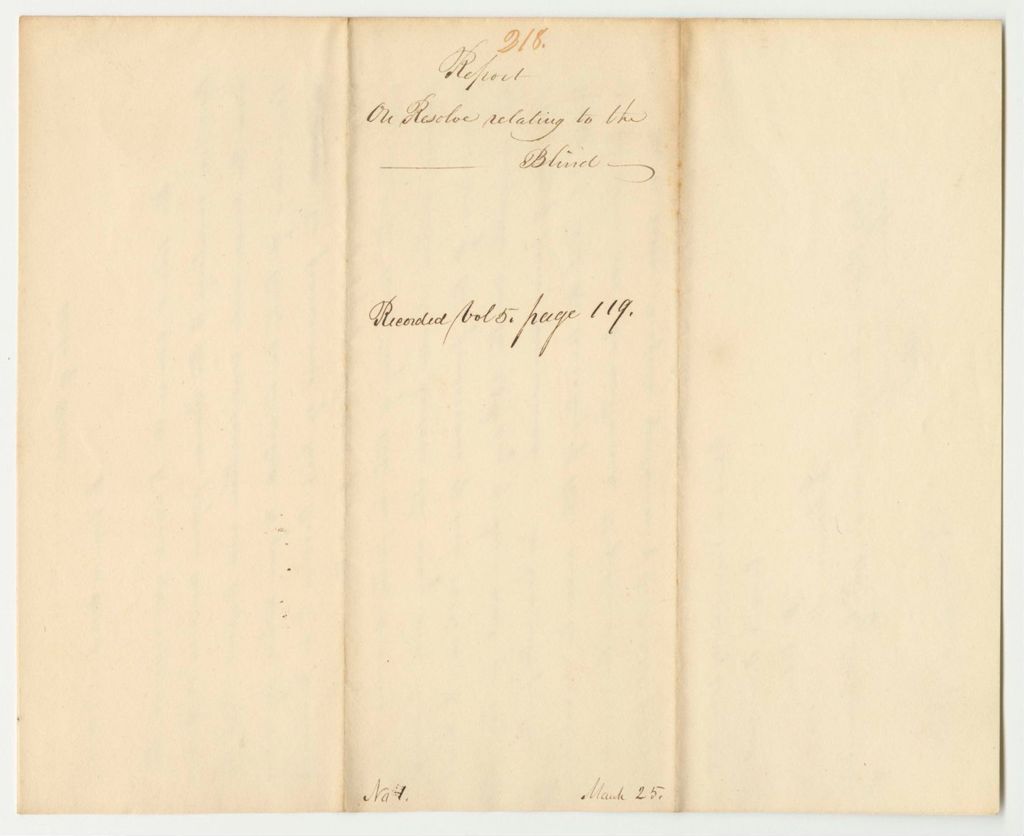 218.
Report
On Resolve relating to the
Blind
Recorded Vol 5. page 119.
No 1.
March 25.